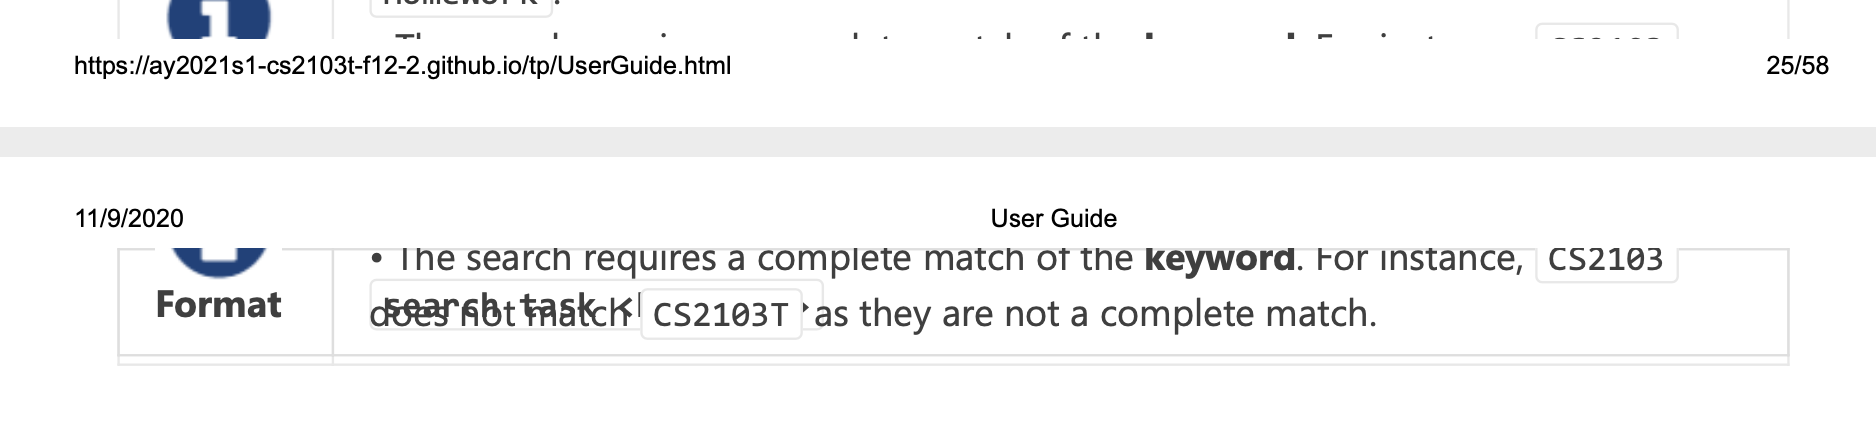 https://ay2021s1-cs2103t-f12-2.github.io/tp/UserGuide.html 25/58
11/9/2020 User Guide
• The search requires a complete match of the keyword. For instance, CS2103
Format search task <
does not match CS2103T as they are not a complete match.